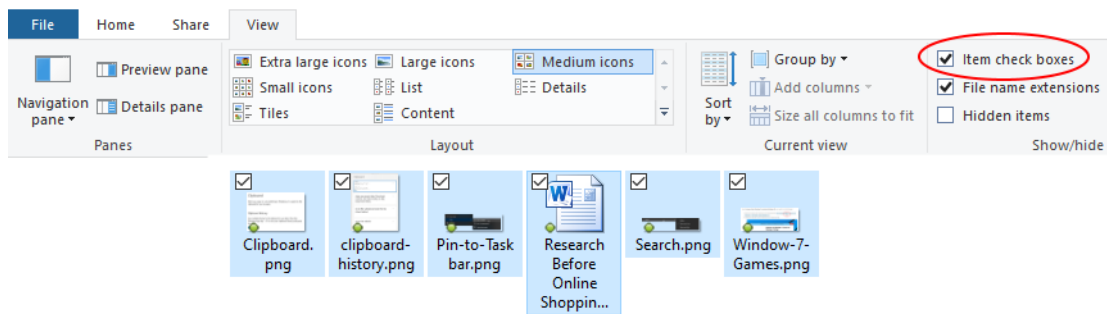 File Home Share View
Extra large icons Large icons Medium icons
Group by
Item check boxes
Preview pane
Small icons List Details
Add columns
File name extensions
Navigation pane
Details pane
Tiles Content
Sort by
Size all columns to fit
Hidden items
Panes Layout Current view Show/hide
Clipboard.
png
clipboard-
history.png
Pin-to-Task
bar.png
Research
Before
Online
Shoppin...
Search.png
Window-7-
Games.png